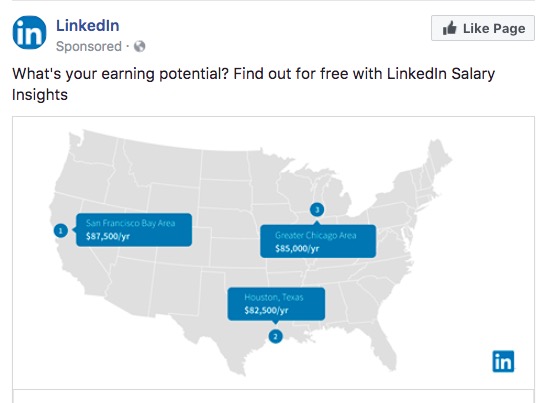 in LinkedIn
Sponsored ·
Like Page
What's your earning potential? Find out for free with LinkedIn Salary
Insights
3
1
San Francisco Bay Area
$87,500/yr
Greater Chicago Area
$85,000/yr
Houston, Texas
$82,500/yr
2
in